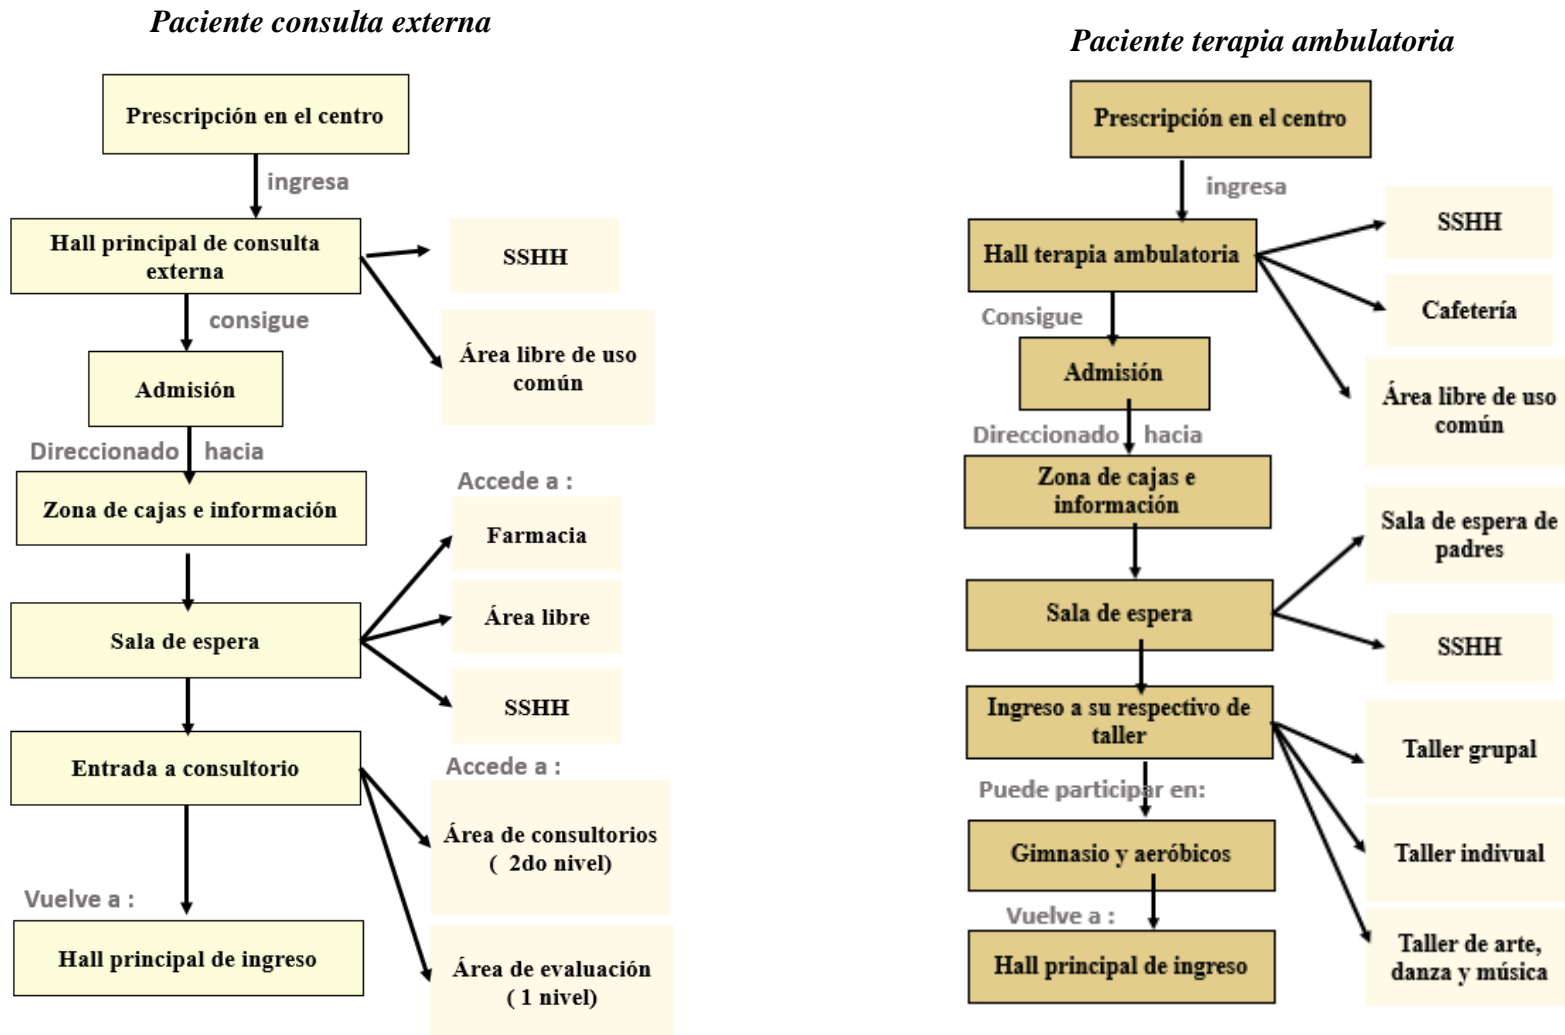 Paciente consulta externa
Prescripción en el centro
ingresa
Hall principal de consulta
externa
SSHH
Área libre de uso
común
consigue
Admisión
Direccionado hacia
Zona de cajas e información
Accede a :
Farmacia
Área libre
SSHH
Sala de espera
Entrada a consultorio
Accede a :
Área de consultorios
( 2do nivel)
Área de evaluación
( 1 nivel)
Vuelve a :
Hall principal de ingreso
Paciente terapia ambulatoria
Prescripción en el centro
ingresa
Hall terapia ambulatoria
SSHH
Cafetería
Área libre de uso
común
Consigue
Admisión
Direccionado hacia
Zona de cajas e
información
Sala de espera
Sala de espera de
padres
SSHH
Ingreso a su respectivo de
taller
Taller grupal
Taller indivual
Taller de arte,
danza y música
Puede participar en:
Gimnasio y aeróbicos
Vuelve a :
Hall principal de ingreso